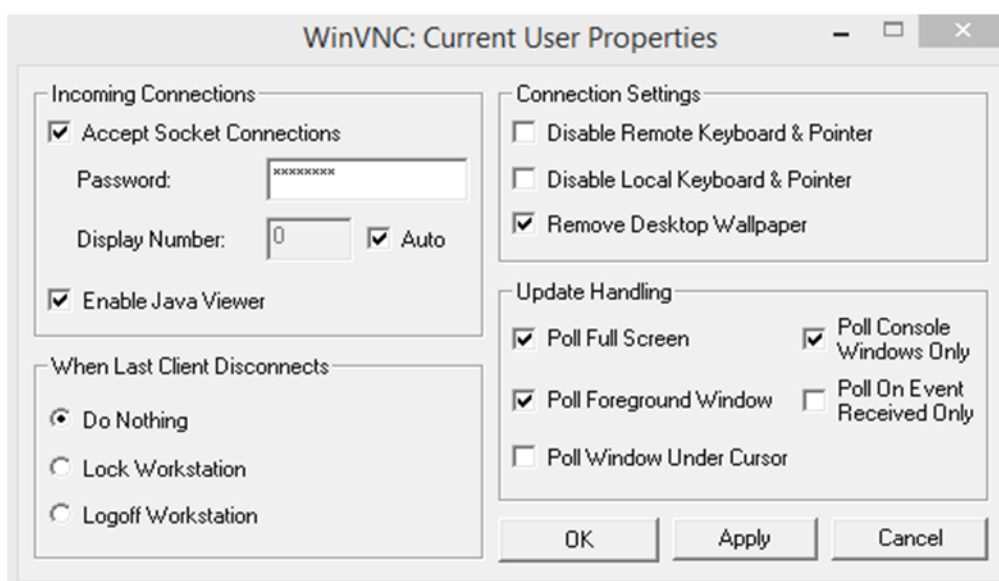 WinVNC: Current User Properties
Incoming Connections
Accept Socket Connections
Password: xxxxxxxx
Display Number: 0 Auto
Enable Java Viewer
When Last Client Disconnects
Do Nothing
Lock Workstation
Logoff Workstation
Connection Settings
Disable Remote Keyboard & Pointer
Disable Local Keyboard & Pointer
Remove Desktop Wallpaper
Update Handling
Poll Full Screen
Poll Console
Windows Only
Poll Foreground Window
Poll On Event
Received Only
Poll Window Under Cursor
OK Apply Cancel